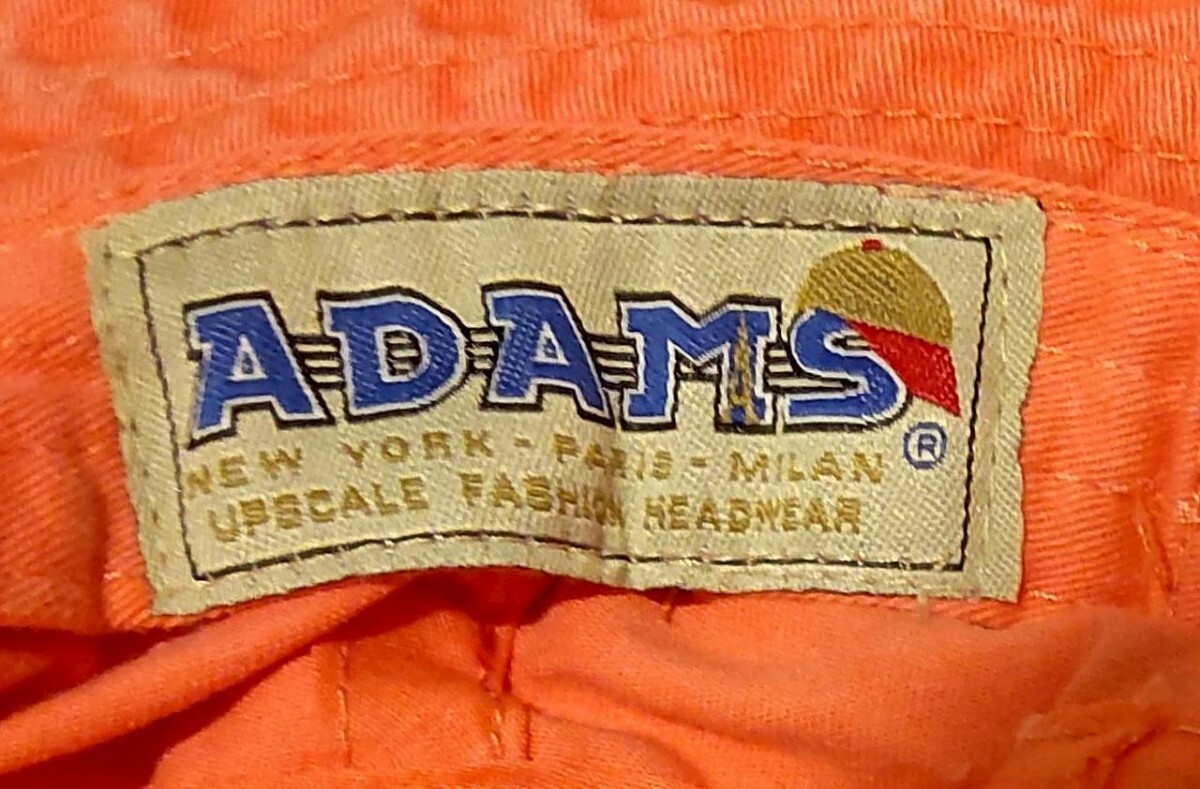 ADAMS®
NEW YORK - PARIS - MILAN
UPSCALE FASHION HEADWEAR